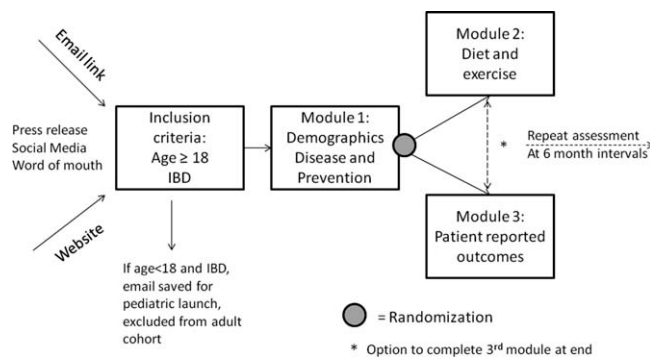 Email link
Press release
Social Media
Word of mouth
Website
Inclusion
criteria:
Age ≥ 18
IBD
If age<18 and IBD,
email saved for
pediatric launch,
excluded from adult
cohort
Module 1:
Demographics
Disease and
Prevention
Module 2:
Diet and
exercise
*
Repeat assessment
At 6 month intervals
Module 3:
Patient reported
outcomes
= Randomization
* Option to complete 3rd module at end